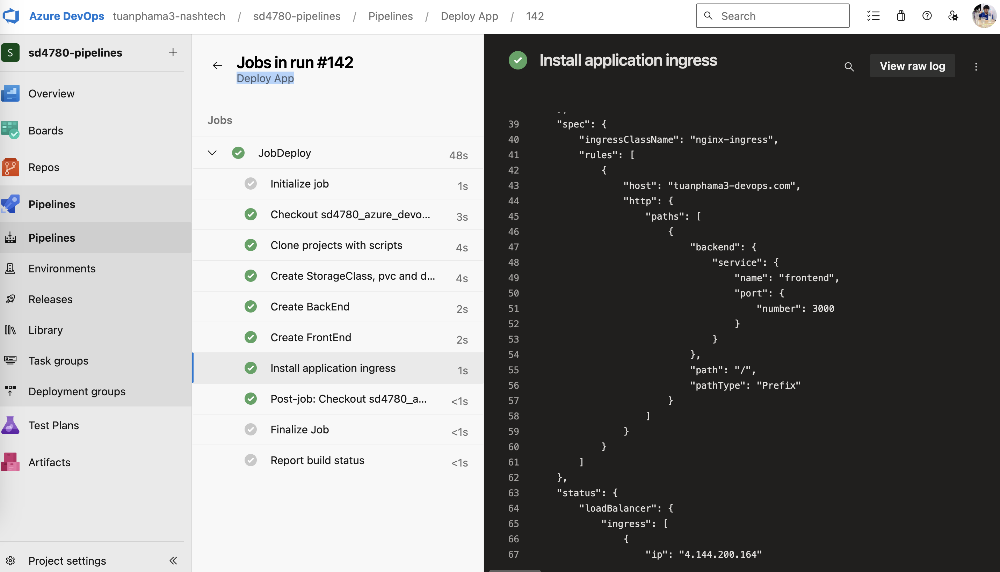 Azure DevOps tuanphama3-nashtech / sd4780-pipelines / Pipelines / Deploy App / 142
Search
S sd4780-pipelines +
Overview
Boards
Repos
Pipelines
Pipelines
Environments
Releases
Library
Task groups
Deployment groups
Test Plans
Artifacts
Project settings
Jobs in run #142
Deploy App
Jobs
JobDeploy 48s
Initialize job 1s
Checkout sd4780_azure_devo... 3s
Clone projects with scripts 4s
Create StorageClass, pvc and d... 4s
Create BackEnd 2s
Create FrontEnd 2s
Install application ingress 1s
Post-job: Checkout sd4780_a... <1s
Finalize Job <1s
Report build status <1s
Install application ingress
View raw log
39 "spec": {
40 "ingressClassName": "nginx-ingress",
41 "rules": [
42 {
43 "host": "tuanphama3-devops.com",
44 "http": {
45 "paths": [
46 {
47 "backend": {
48 "service": {
49 "name": "frontend",
50 "port": {
51 "number": 3000
52 }
53 }
54 },
55 "path": "/",
56 "pathType": "Prefix"
57 }
58 ]
59 }
60 }
61 ]
62 },
63 "status": {
64 "loadBalancer": {
65 "ingress": [
66 {
67 "ip": "4.144.200.164"